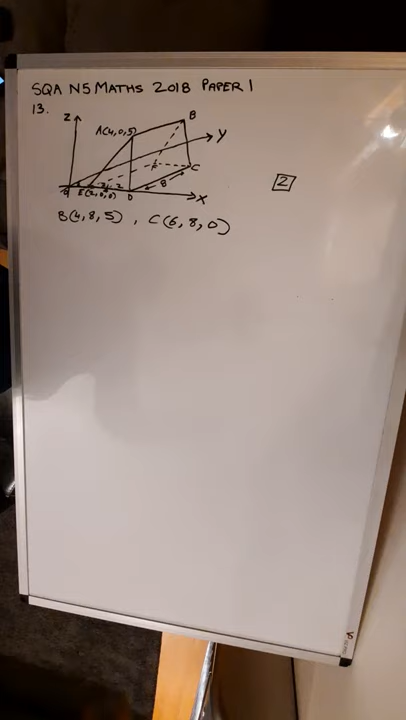 SQA N5 MATHS 2018 PAPER 1
13.
Z
B
A(4,0,5)
Y
F
C
8
2
E(2,0,0)
D
X
2
B(4,8,5) , C(6,8,0)